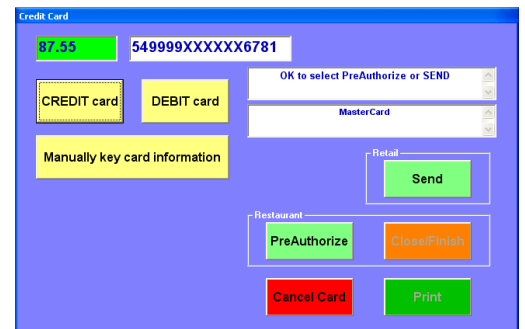 Credit Card
87.55
549999XXXXXX6781
CREDIT card
DEBIT card
OK to select PreAuthorize or SEND
MasterCard
Manually key card information
Retail
Send
Restaurant
PreAuthorize
Close/Finish
Cancel Card
Print